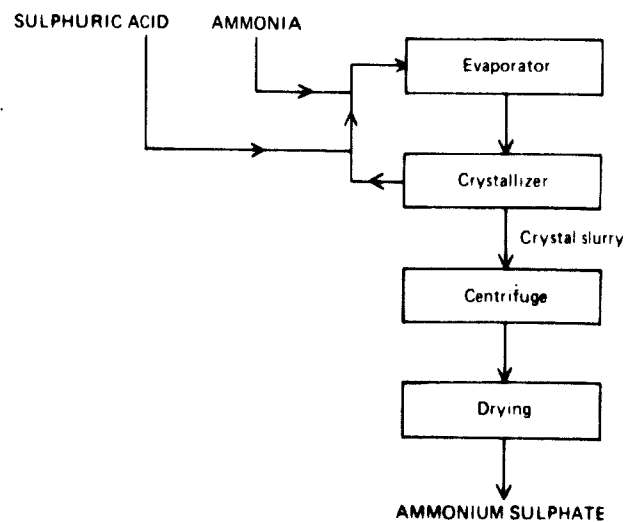 SULPHURIC ACID AMMONIA
Evaporator
Crystallizer
Crystal slurry
Centrifuge
Drying
AMMONIUM SULPHATE